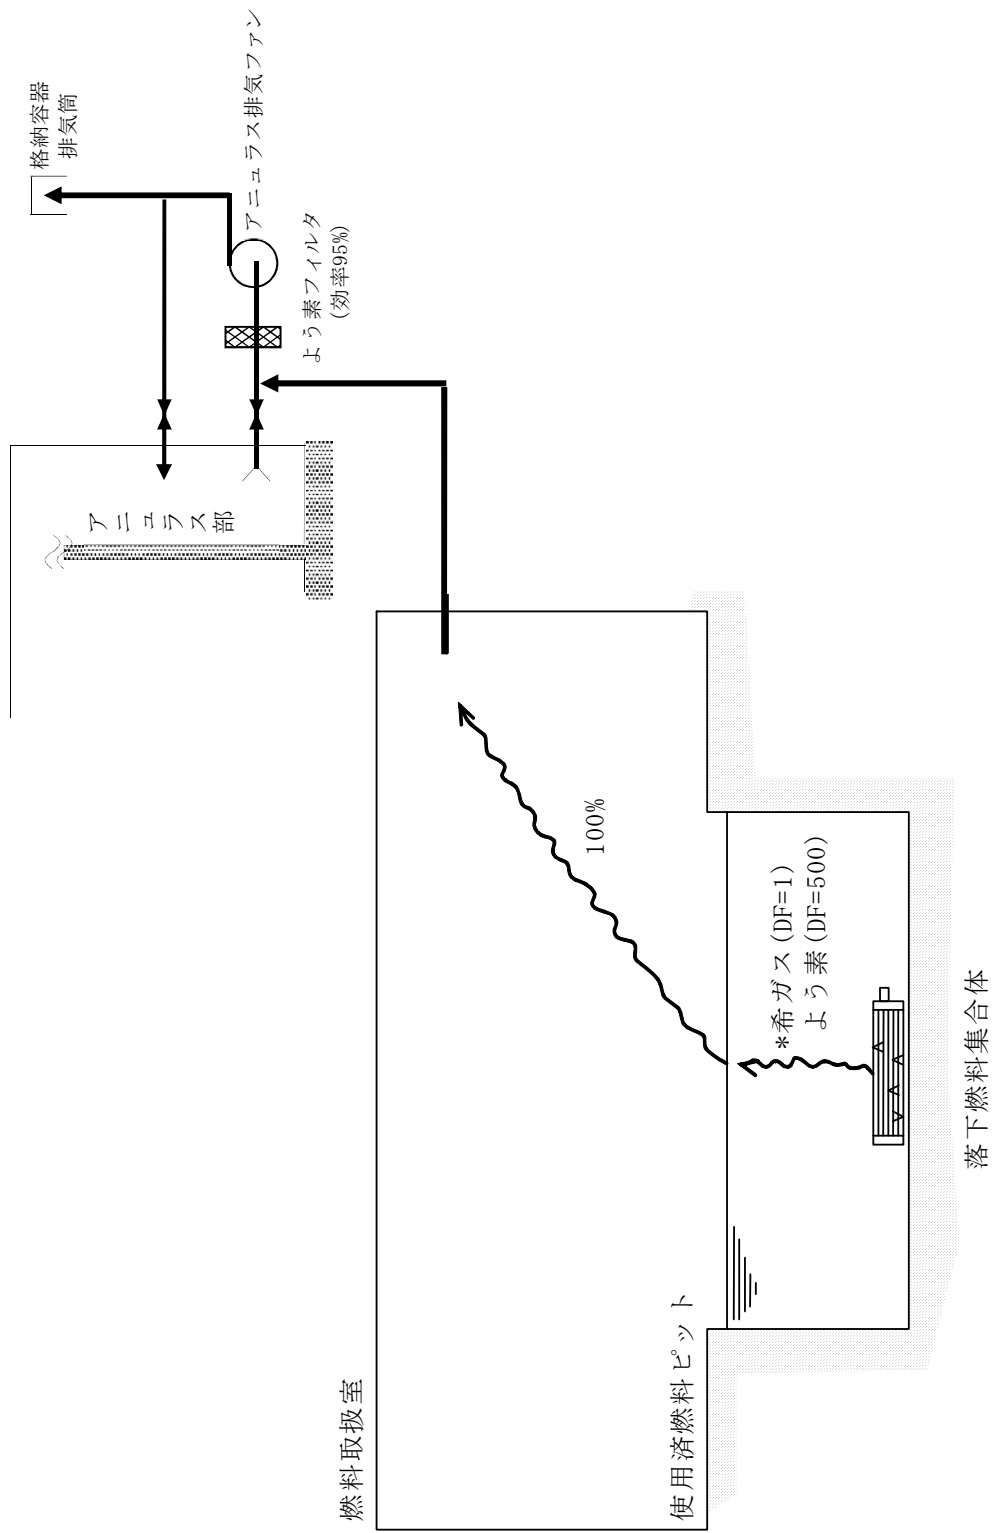 格納容器
排気筒
アニュラス排気ファン
よう素フィルタ
(効率95%)
アニュラス部
燃料取扱室
100%
使用済燃料ピット
*希ガス(DF=1)
よう素(DF=500)
落下燃料集合体